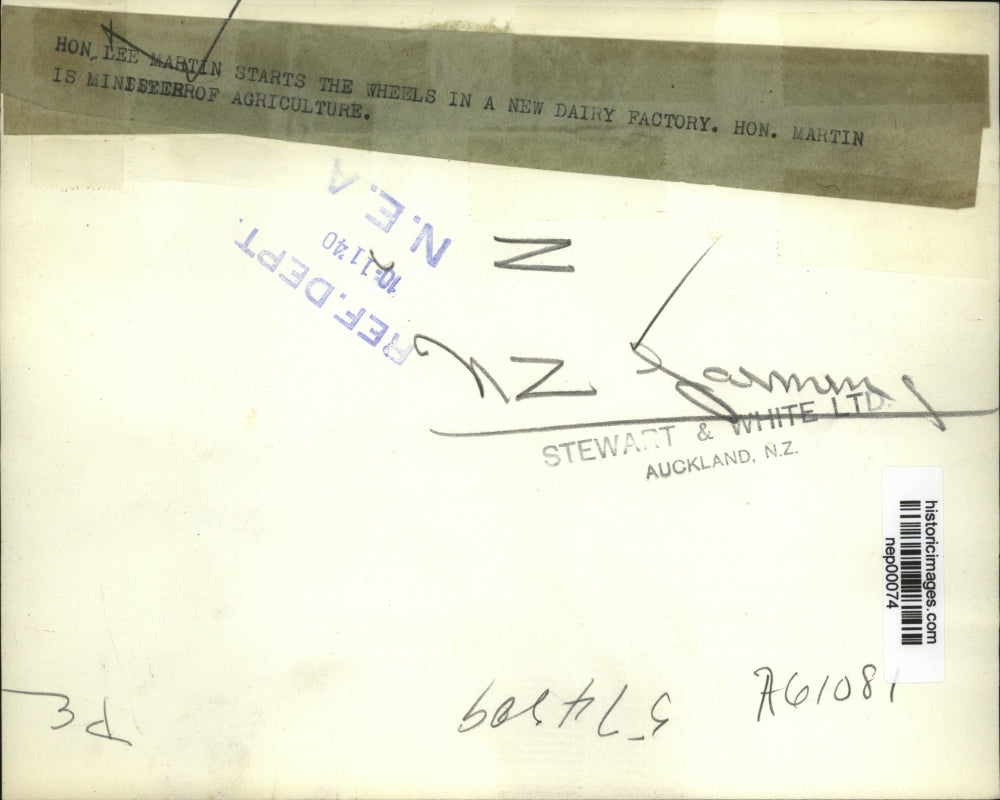 HON. LEE MARTIN STARTS THE WHEELS IN A NEW DAIRY FACTORY. HON. MARTIN
IS MINISTER OF AGRICULTURE.
N.E.A
10-11-40
REF. DEPT.
N
NZ Farming
STEWART & WHITE LTD.
AUCKLAND, N.Z.
historicimages.com
nep00074
A61081